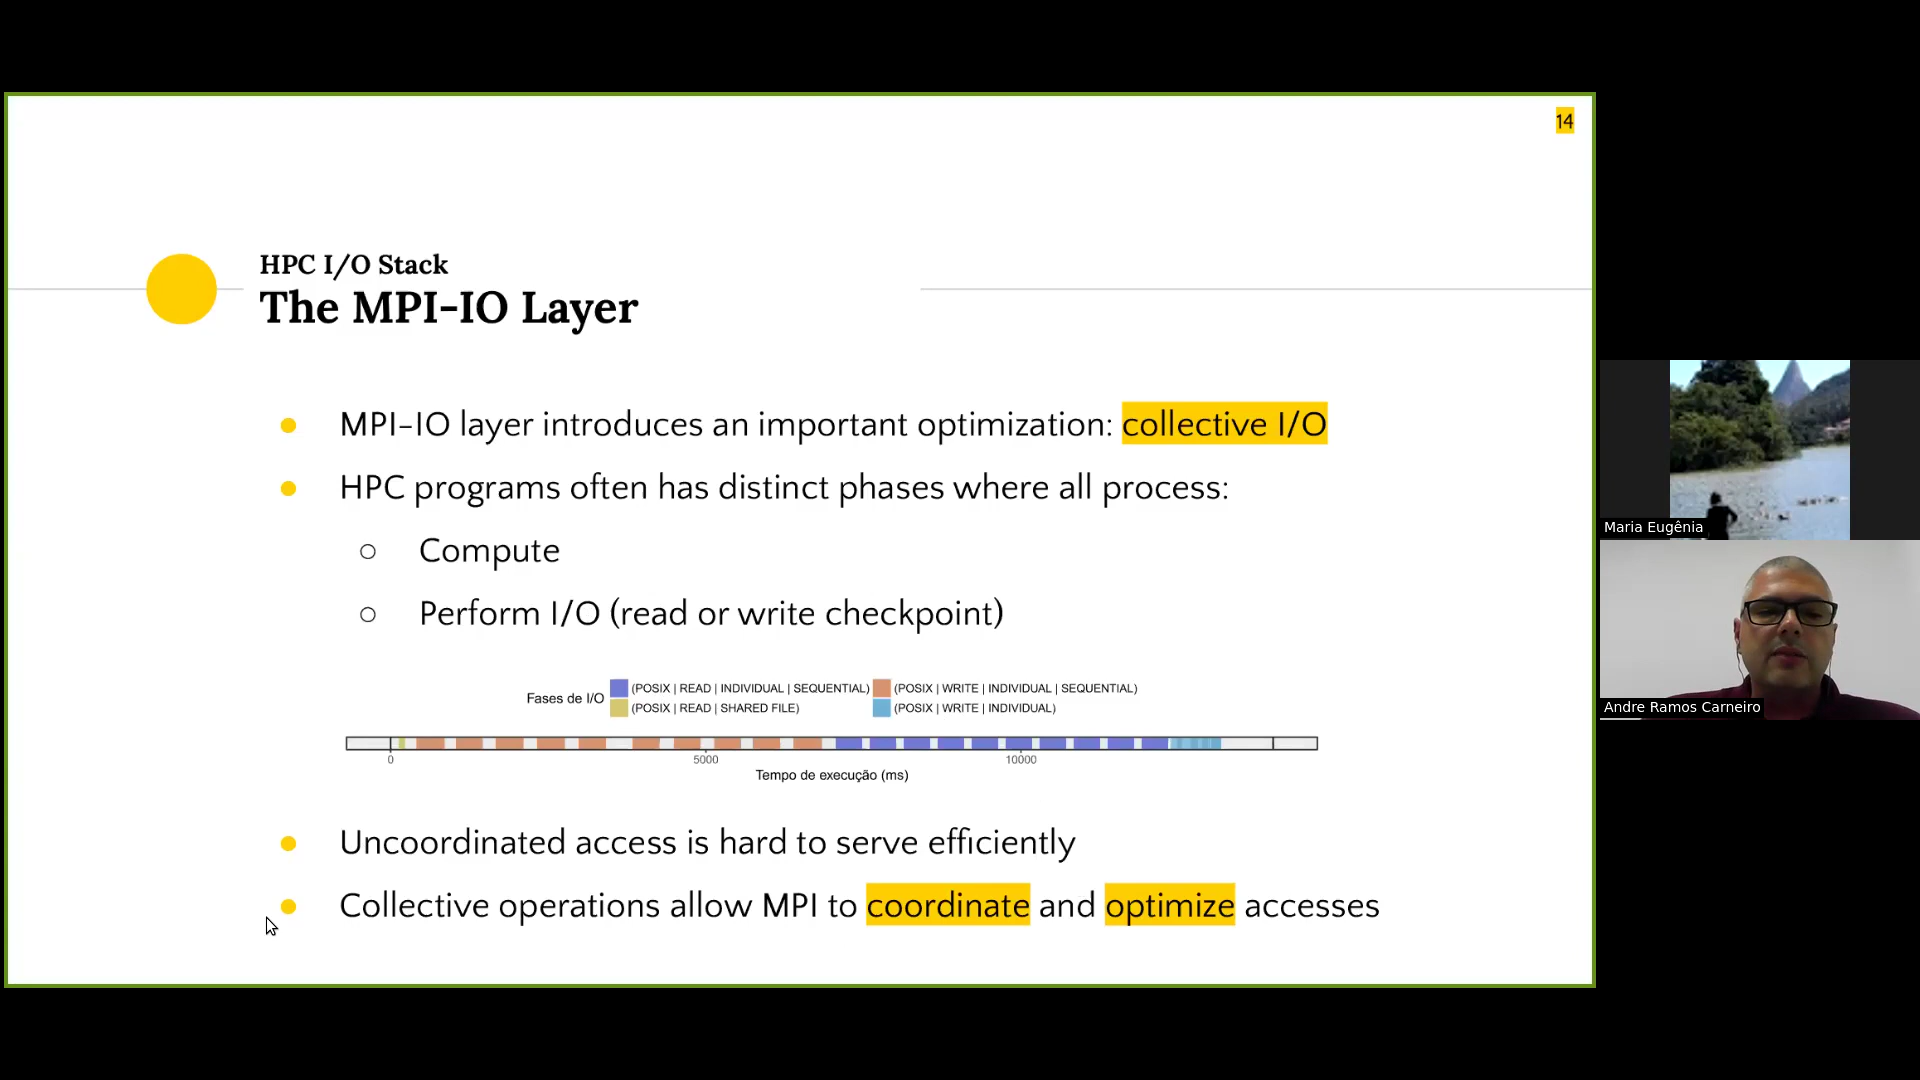 14
HPC I/O Stack
The MPI-IO Layer
MPI-IO layer introduces an important optimization: collective I/O
HPC programs often has distinct phases where all process:
Compute
Perform I/O (read or write checkpoint)
Fases de I/O
(POSIX | READ | INDIVIDUAL | SEQUENTIAL) (POSIX | WRITE | INDIVIDUAL | SEQUENTIAL)
(POSIX | READ | SHARED FILE) (POSIX | WRITE | INDIVIDUAL)
0 5000 10000
Tempo de execução (ms)
Uncoordinated access is hard to serve efficiently
Collective operations allow MPI to coordinate and optimize accesses
Maria Eugênia
Andre Ramos Carneiro